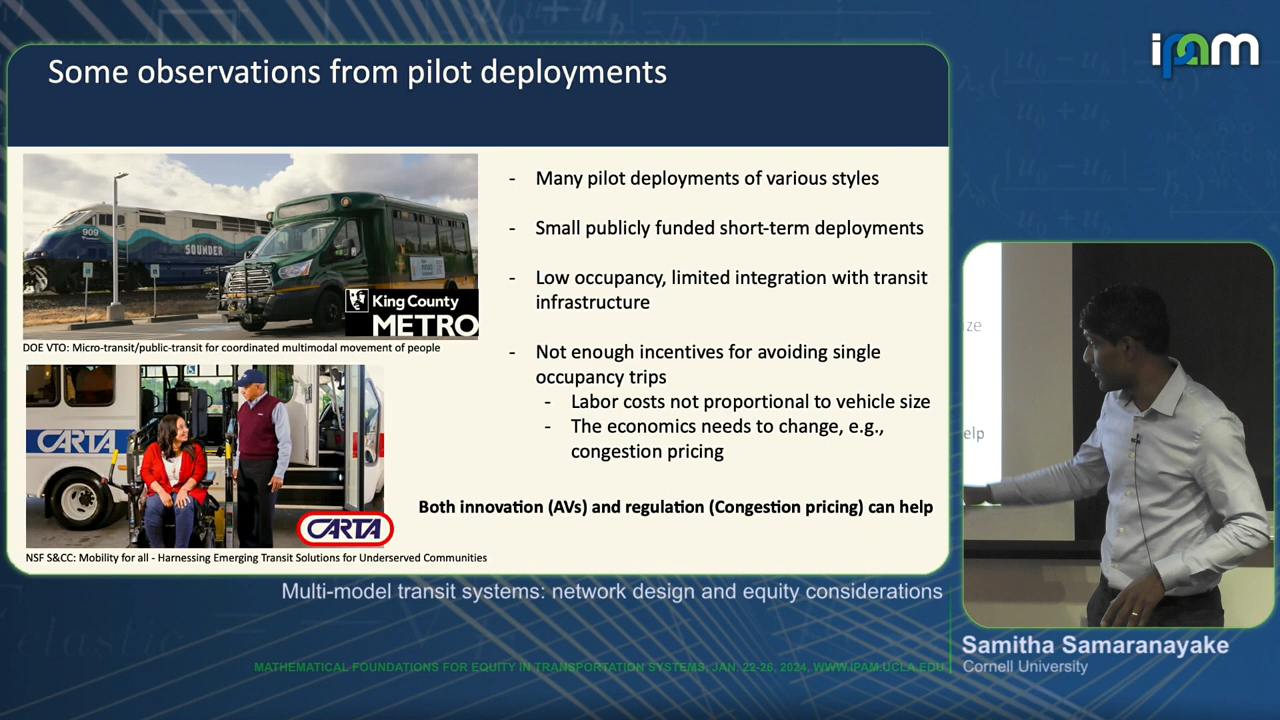 ipam
Some observations from pilot deployments
909
SOUNDER
King County
METRO
DOE VTO: Micro-transit/public-transit for coordinated multimodal movement of people
CARTA
CARTA
NSF S&CC: Mobility for all - Harnessing Emerging Transit Solutions for Underserved Communities
- Many pilot deployments of various styles
- Small publicly funded short-term deployments
- Low occupancy, limited integration with transit
infrastructure
- Not enough incentives for avoiding single
occupancy trips
- Labor costs not proportional to vehicle size
- The economics needs to change, e.g.,
congestion pricing
Both innovation (AVs) and regulation (Congestion pricing) can help
ize
elp
Multi-model transit systems: network design and equity considerations
Samitha Samaranayake
Cornell University
MATHEMATICAL FOUNDATIONS FOR EQUITY IN TRANSPORTATION SYSTEMS, JAN. 22-26, 2024, WWW.IPAM.UCLA.EDU
elastic